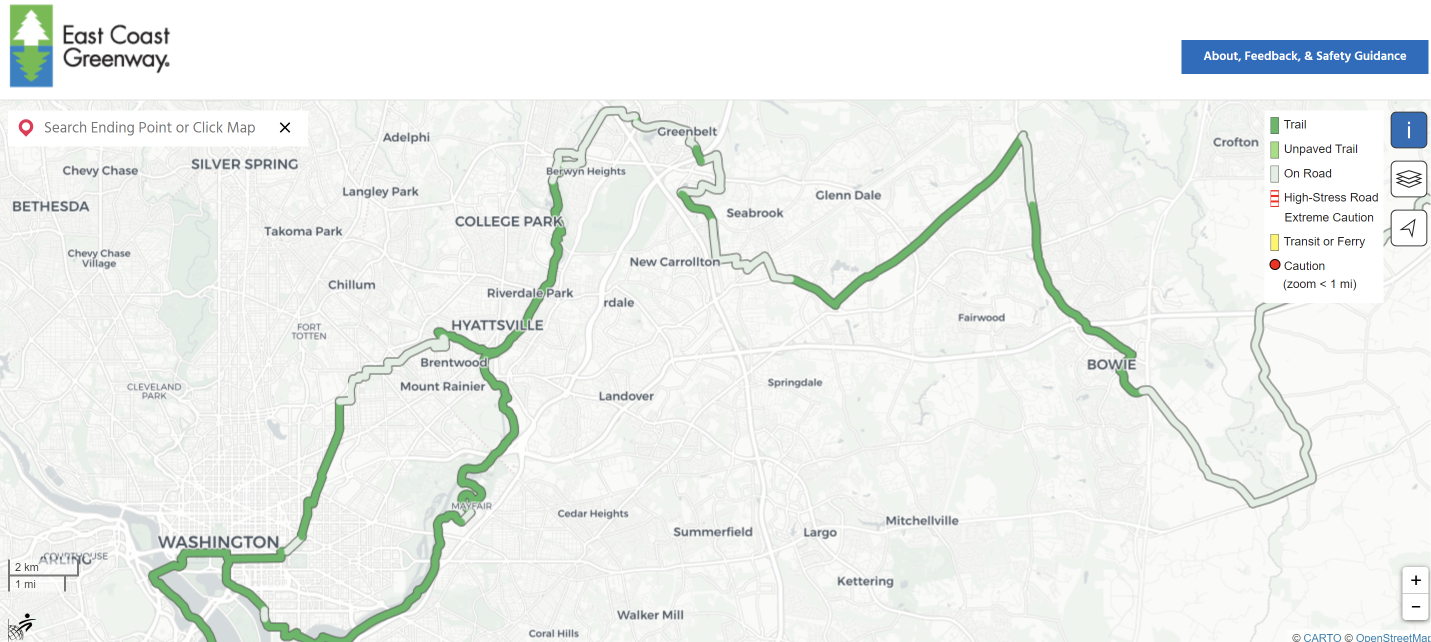 East Coast
Greenway.
About, Feedback, & Safety Guidance
Search Ending Point or Click Map
Trail
Unpaved Trail
On Road
High-Stress Road
Extreme Caution
Transit or Ferry
Caution
(zoom < 1 mi)
i
Greenbelt
Adelphi
Crofton
SILVER SPRING
Chevy Chase
Berwyn Heights
Langley Park
Glenn Dale
BETHESDA
Seabrook
COLLEGE PARK
Takoma Park
Chevy Chase
Village
New Carrollton
Chillum
Riverdale Park
rdale
Fairwood
HYATTSVILLE
FORT
TOTTEN
Brentwood
BOWIE
Springdale
Mount Rainier
CLEVELAND
PARK
Landover
MAYFAIR
Cedar Heights
Mitchellville
Summerfield
Largo
WASHINGTON
COURTHOUSE
ARLING
2 km
1 mi
Kettering
Walker Mill
Coral Hills
+
−
© CARTO © OpenStreetMap